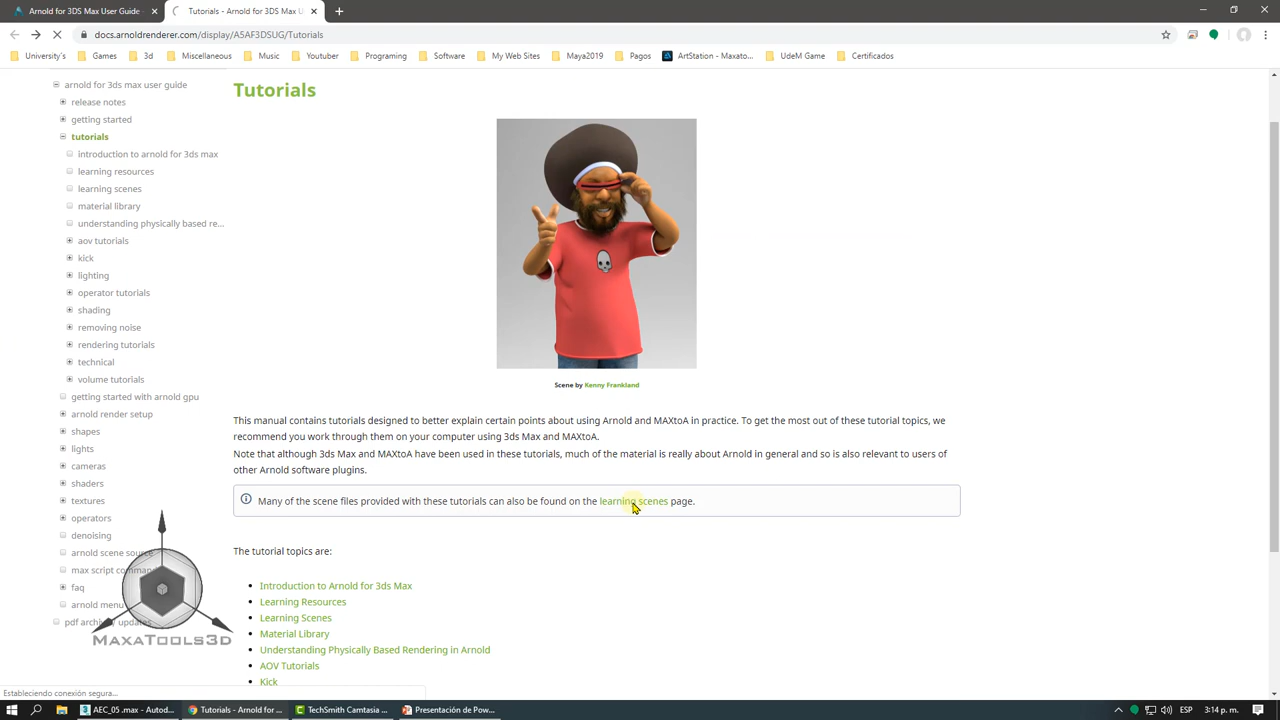 Arnold for 3DS Max User Guide -
Tutorials - Tutorials for 3DS Max U
docs.arnoldrenderer.com/display/A5AF3DSUG/Tutorials
University's
Games
3d
Miscellaneous
Music
Youtuber
Programing
Software
My Web Sites
Maya2019
Pagos
ArtStation - Maxato...
UdeM Game
Certificados
arnold for 3ds max user guide
release notes
getting started
tutorials
introduction to arnold for 3ds max
learning resources
learning scenes
material library
understanding physically based re...
aov tutorials
kick
lighting
operator tutorials
shading
removing noise
rendering tutorials
technical
volume tutorials
getting started with arnold gpu
arnold render setup
shapes
lights
cameras
shaders
textures
operators
denoising
arnold scene source
max script comman
faq
arnold menu
pdf archive / updates
MAXATOOLS3D
Tutorials
Scene by Kenny Frankland
This manual contains tutorials designed to better explain certain points about using Arnold and MAXtoA in practice. To get the most out of these tutorial topics, we
recommend you work through them on your computer using 3ds Max and MAXtoA.
Note that although 3ds Max and MAXtoA have been used in these tutorials, much of the material is really about Arnold in general and so is also relevant to users of
other Arnold software plugins.
Many of the scene files provided with these tutorials can also be found on the learning scenes page.
The tutorial topics are:
Introduction to Arnold for 3ds Max
Learning Resources
Learning Scenes
Material Library
Understanding Physically Based Rendering in Arnold
AOV Tutorials
Kick
Estableciendo conexión segura...
AEC_05 .max - Autod...
Tutorials - Arnold for ...
TechSmith Camtasia ...
Presentación de Pow...
ESP
3:14 p. m.